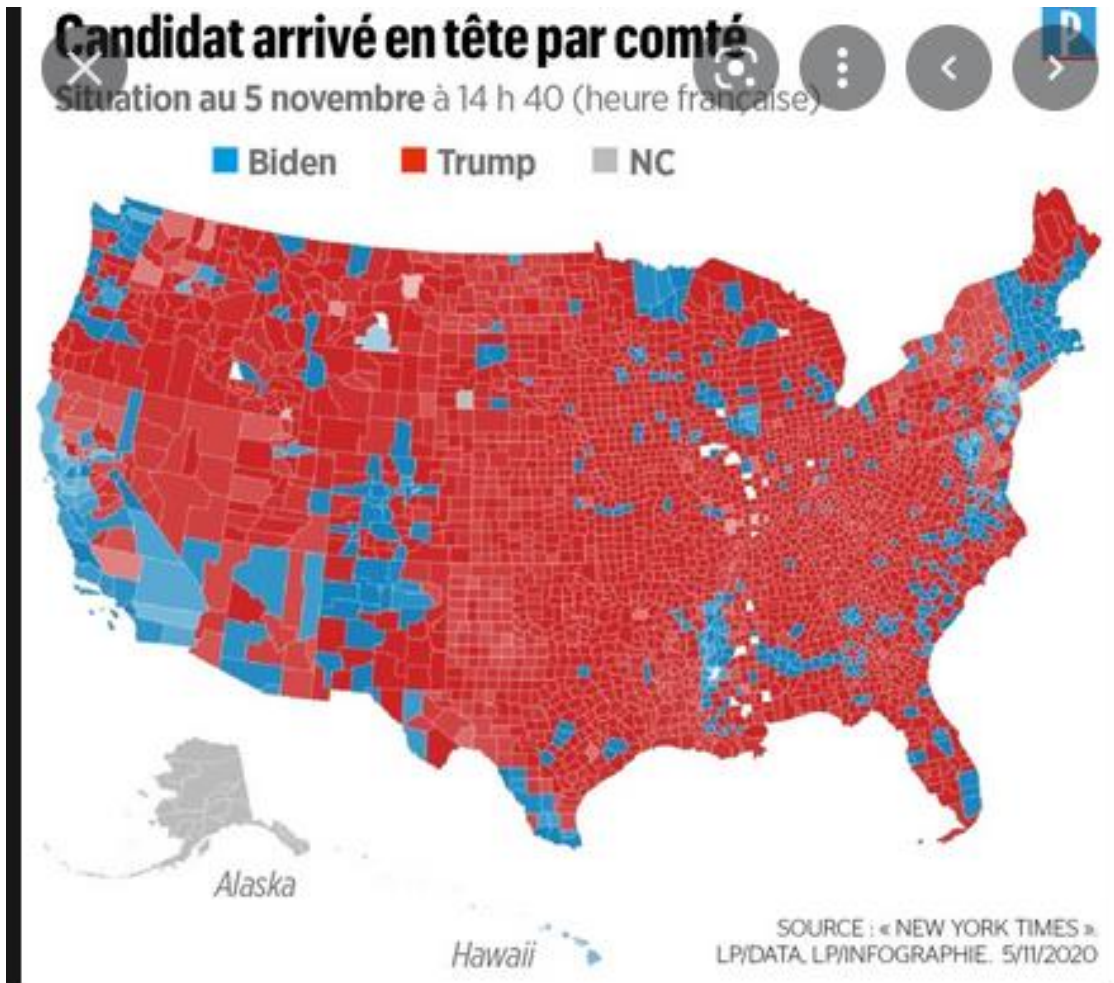 Candidat arrivé en tête par comté
Situation au 5 novembre à 14 h 40 (heure française)
Biden Trump NC
Alaska
Hawaii
SOURCE : « NEW YORK TIMES ».
LP/DATA, LP/INFOGRAPHIE. 5/11/2020
P